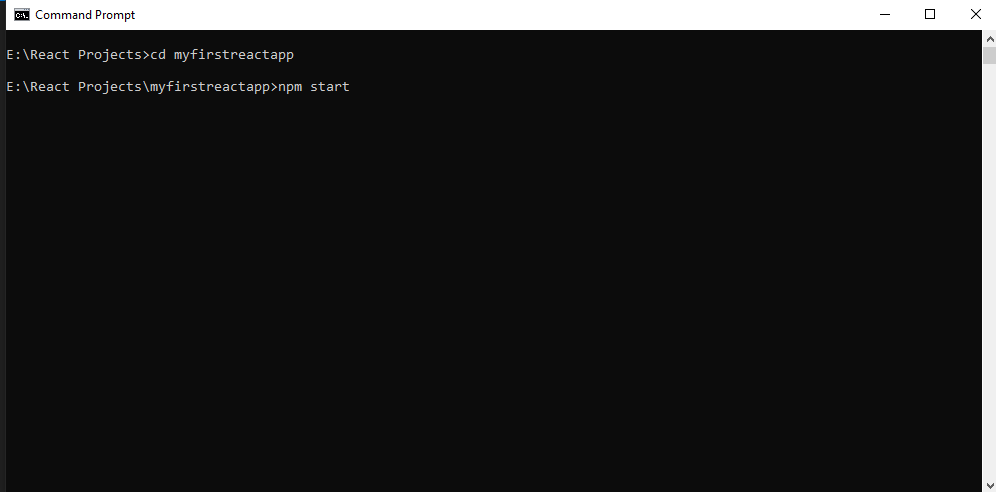 Command Prompt
E:\React Projects>cd myfirstreactapp
E:\React Projects\myfirstreactapp>npm start